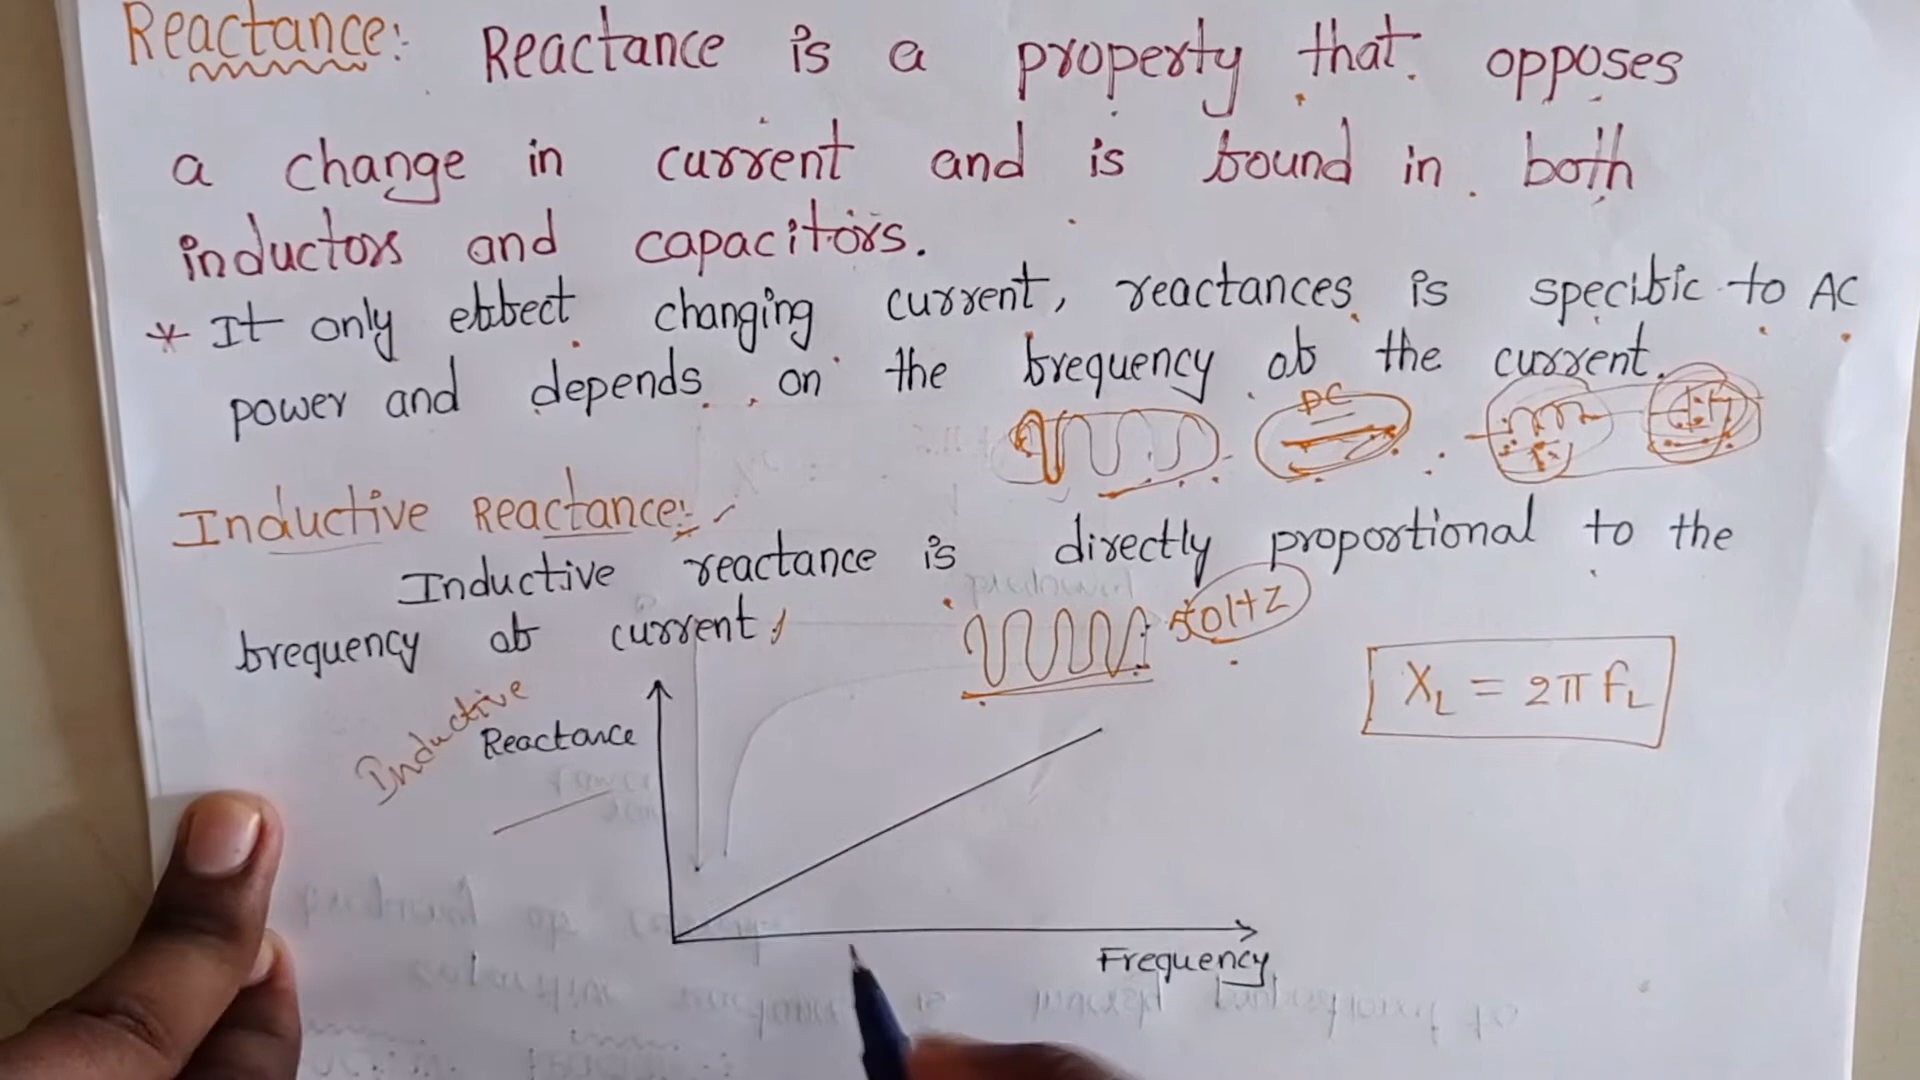 Reactance:
Reactance is a property that opposes
a change in current and is found in both
inductors and capacitors.
* It only effect changing current, reactances is specific to AC
power and depends on the frequency of the current.
DC
Inductive Reactance:-
Inductive reactance is directly proportional to the
frequency of current,
50HZ
X_L = 2π f_L
Inductive
Reactance
Frequency